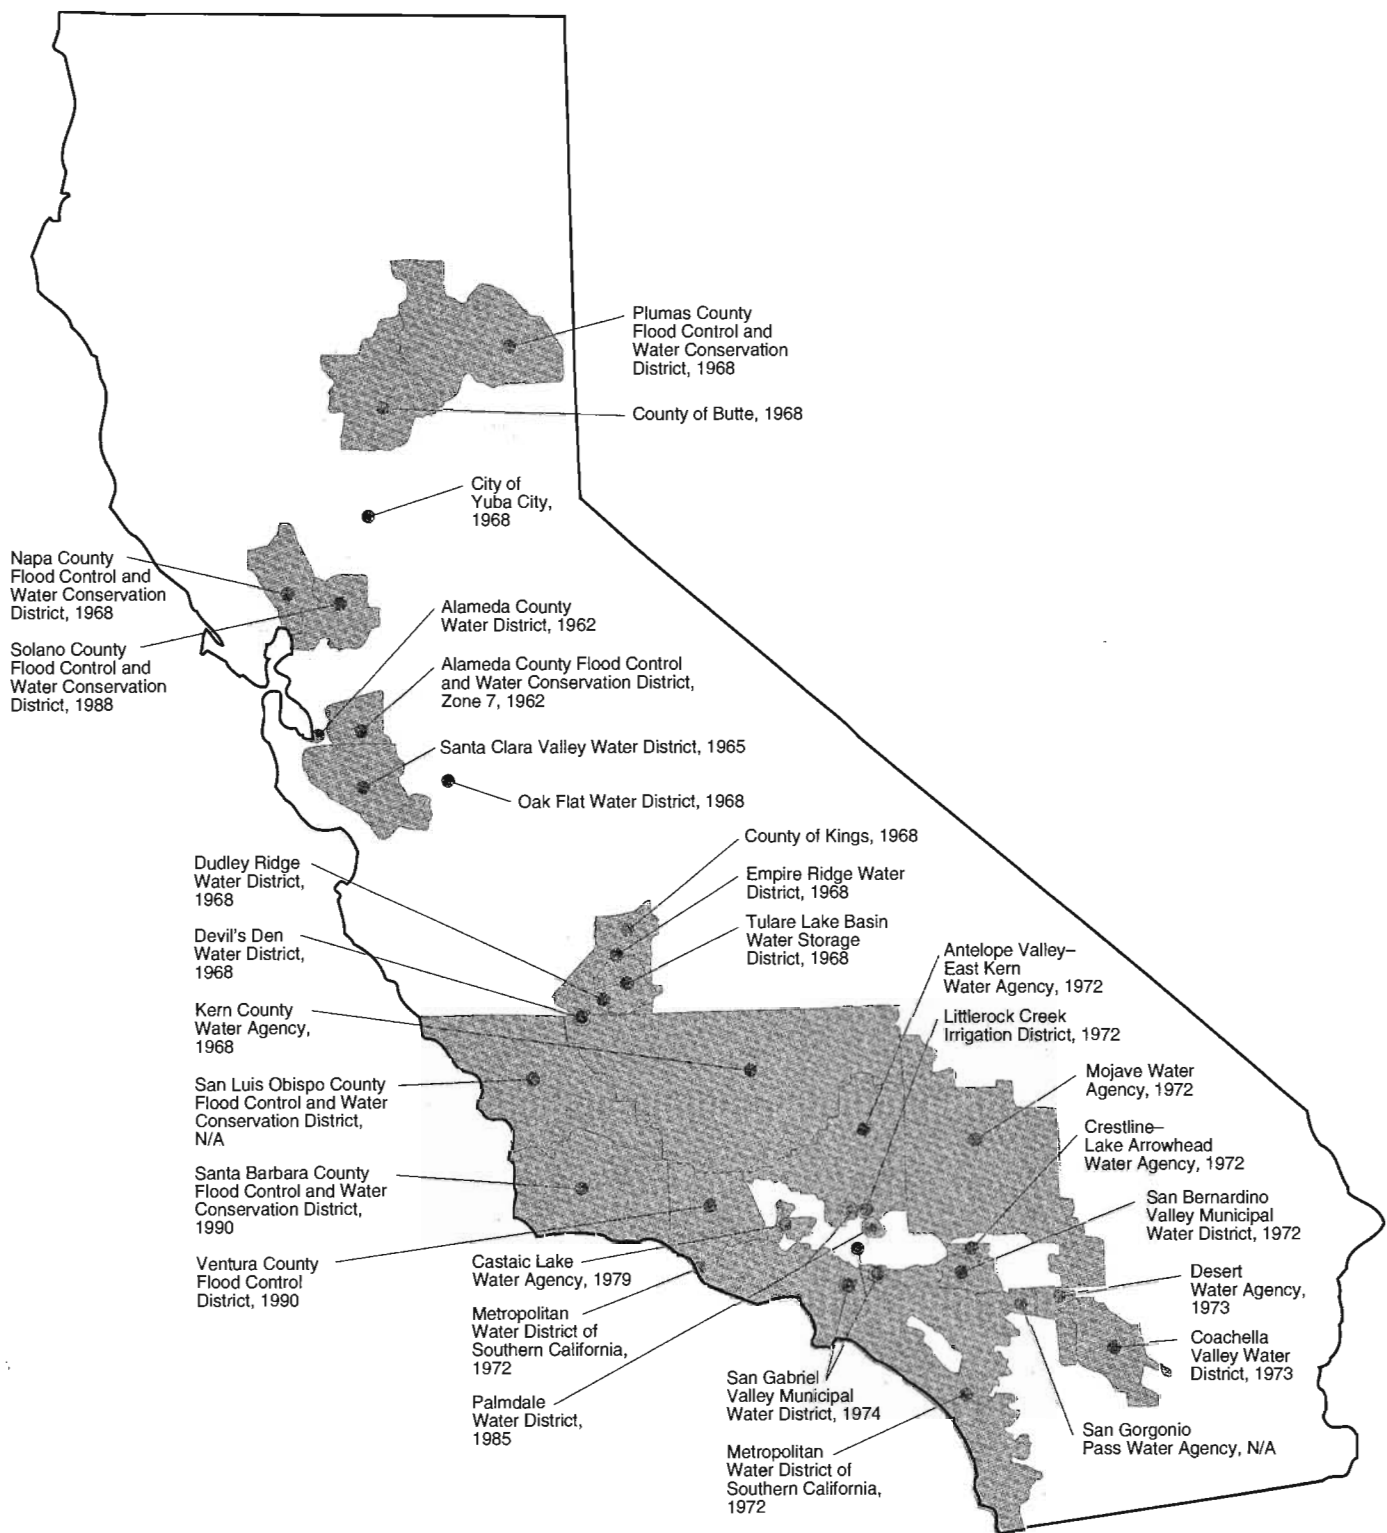 Plumas County
Flood Control and
Water Conservation
District, 1968
County of Butte, 1968
City of
Yuba City,
1968
Napa County
Flood Control and
Water Conservation
District, 1968
Solano County
Flood Control and
Water Conservation
District, 1988
Alameda County
Water District, 1962
Alameda County Flood Control
and Water Conservation District,
Zone 7, 1962
Santa Clara Valley Water District, 1965
Oak Flat Water District, 1968
County of Kings, 1968
Empire Ridge Water
District, 1968
Tulare Lake Basin
Water Storage
District, 1968
Dudley Ridge
Water District,
1968
Devil's Den
Water District,
1968
Kern County
Water Agency,
1968
San Luis Obispo County
Flood Control and Water
Conservation District,
N/A
Santa Barbara County
Flood Control and Water
Conservation District,
1990
Ventura County
Flood Control
District, 1990
Antelope Valley–
East Kern
Water Agency, 1972
Littlerock Creek
Irrigation District, 1972
Mojave Water
Agency, 1972
Crestline–
Lake Arrowhead
Water Agency, 1972
San Bernardino
Valley Municipal
Water District, 1972
Desert
Water Agency,
1973
Coachella
Valley Water
District, 1973
San Gorgonio
Pass Water Agency, N/A
Castaic Lake
Water Agency, 1979
Metropolitan
Water District of
Southern California,
1972
Palmdale
Water District,
1985
San Gabriel
Valley Municipal
Water District, 1974
Metropolitan
Water District of
Southern California,
1972